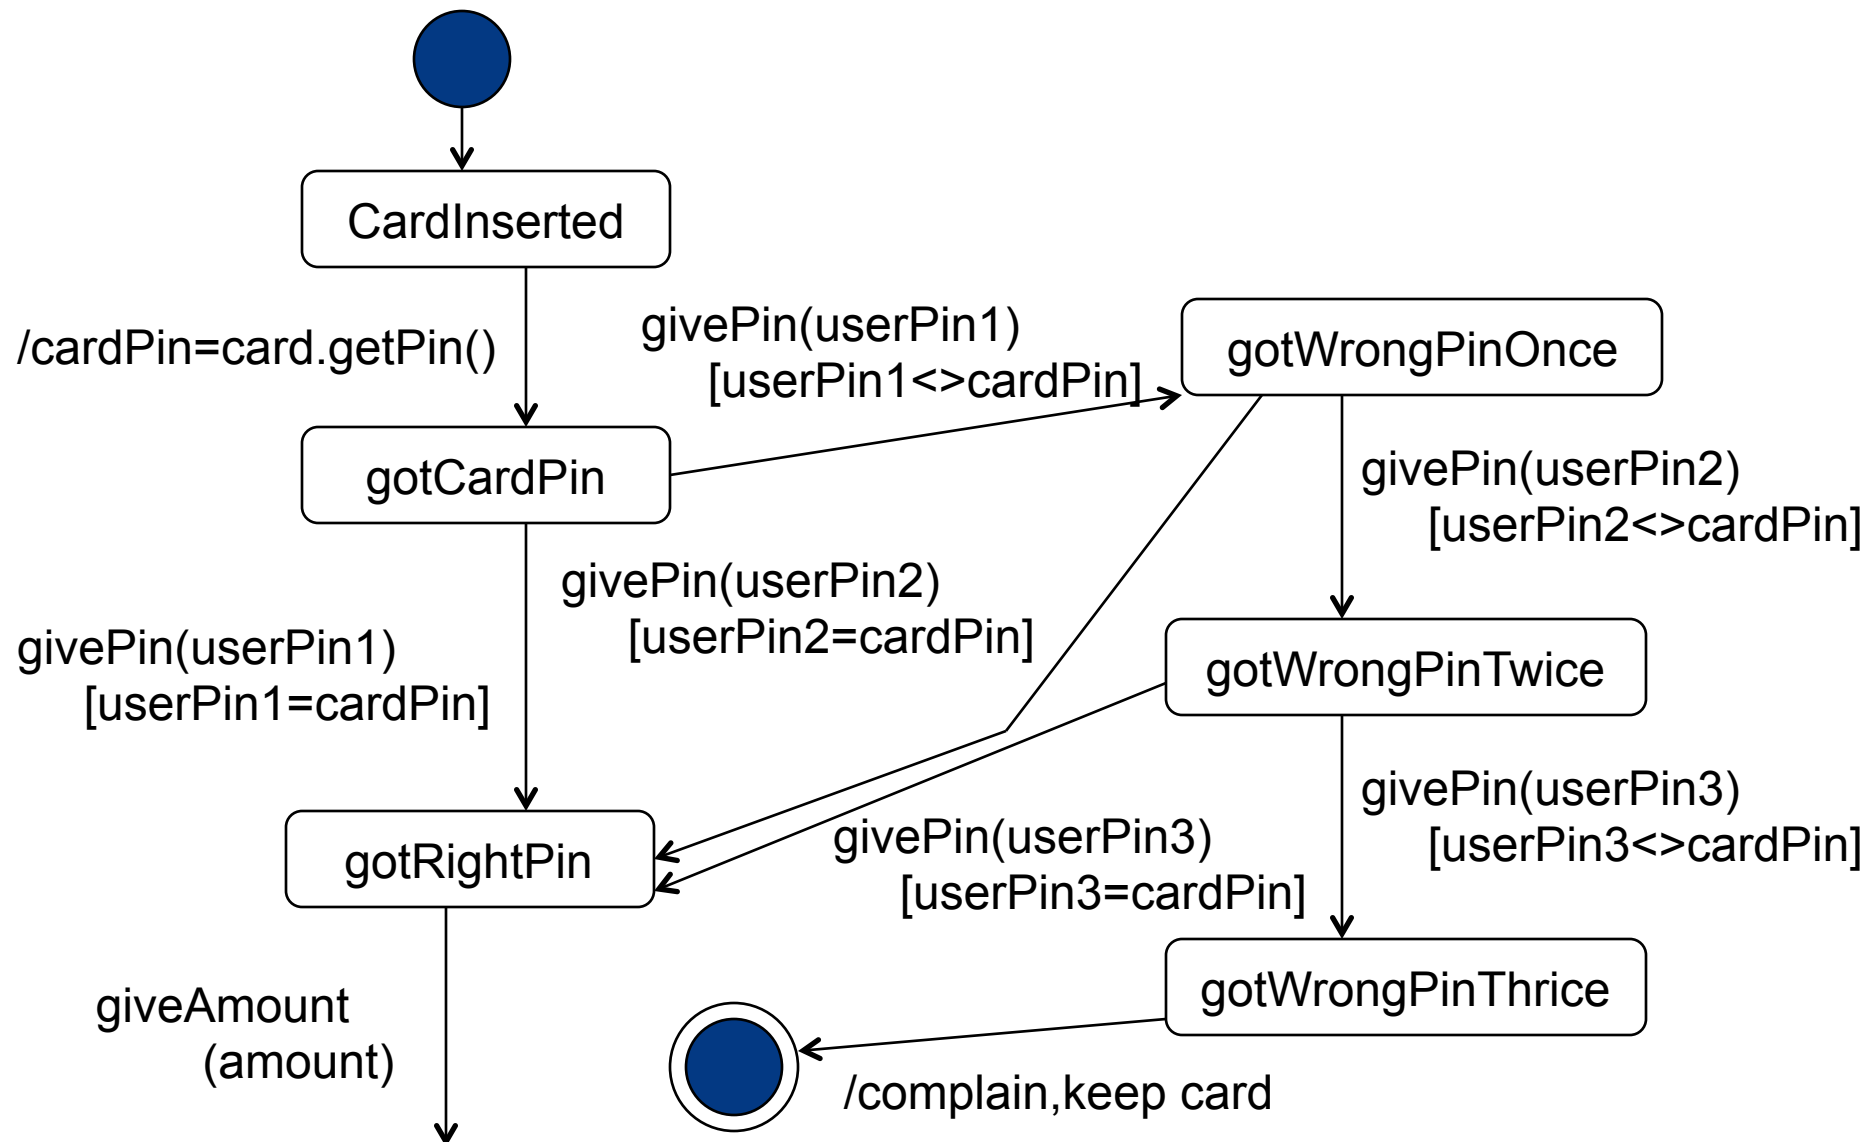 CardInserted
/cardPin=card.getPin()
givePin(userPin1)
[userPin1<>cardPin]
gotWrongPinOnce
gotCardPin
givePin(userPin2)
[userPin2<>cardPin]
givePin(userPin2)
[userPin2=cardPin]
givePin(userPin1)
[userPin1=cardPin]
gotWrongPinTwice
givePin(userPin3)
[userPin3<>cardPin]
gotRightPin
givePin(userPin3)
[userPin3=cardPin]
gotWrongPinThrice
giveAmount
(amount)
/complain,keep card